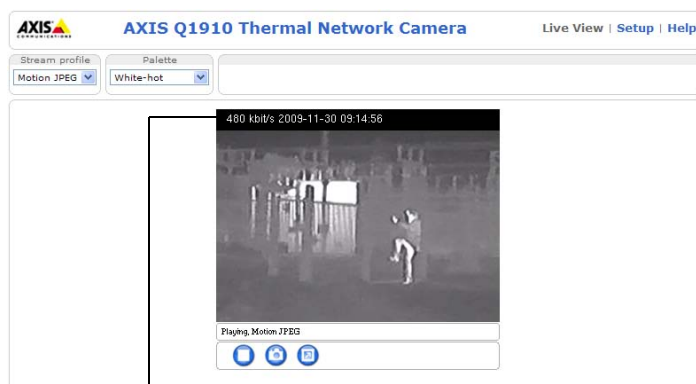 AXIS
COMMUNICATIONS
AXIS Q1910 Thermal Network Camera
Live View | Setup | Help
Stream profile
Palette
Motion JPEG
White-hot
480 kbit/s 2009-11-30 09:14:56
Playing, Motion JPEG